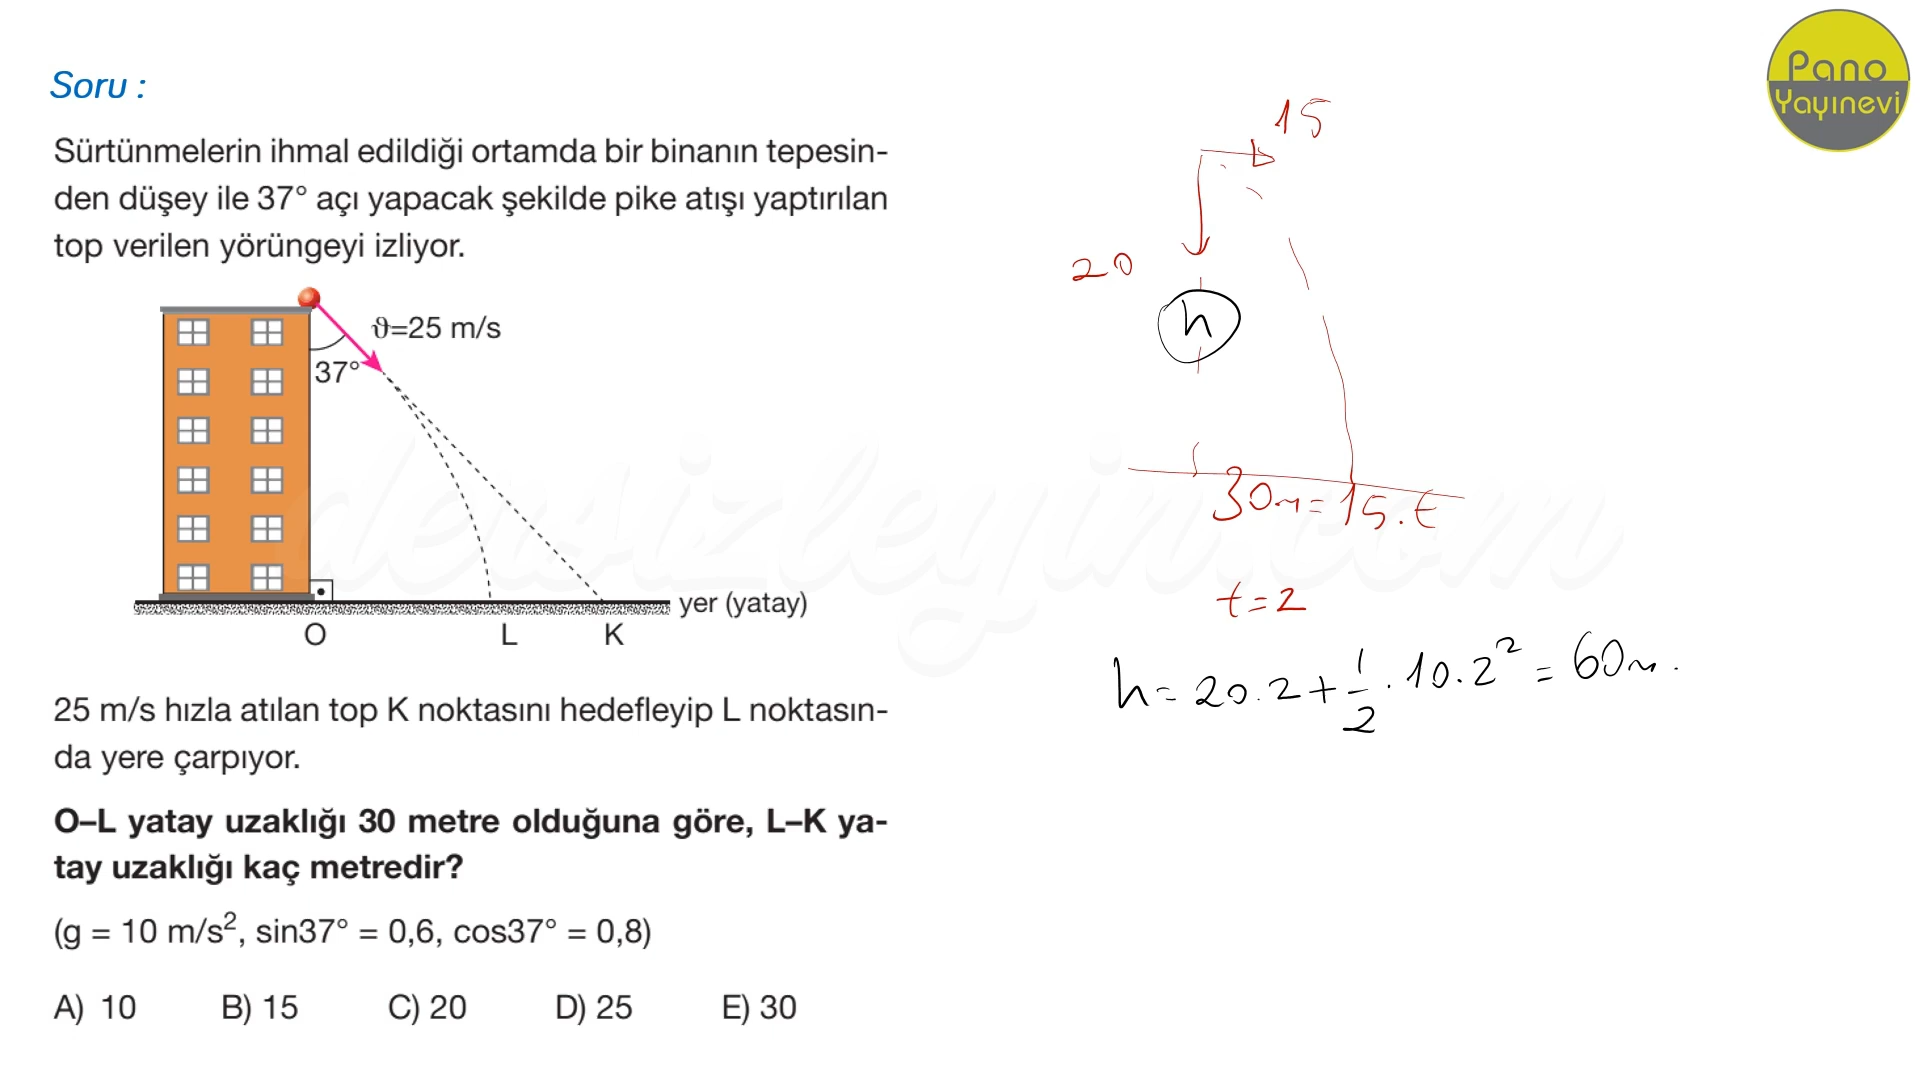 Soru :
Sürtünmelerin ihmal edildiği ortamda bir binanın tepesin-
den düşey ile 37° açı yapacak şekilde pike atışı yaptırılan
top verilen yörüngeyi izliyor.
ϑ=25 m/s
37°
yer (yatay)
O L K
25 m/s hızla atılan top K noktasını hedefleyip L noktasın-
da yere çarpıyor.
O–L yatay uzaklığı 30 metre olduğuna göre, L–K ya-
tay uzaklığı kaç metredir?
(g = 10 m/s², sin37° = 0,6, cos37° = 0,8)
A) 10 B) 15 C) 20 D) 25 E) 30
15
20
h
30m=15.t
t=2
h=20.2+1/2.10.2²=60m.
Pano
Yayınevi
dersizleyin.com